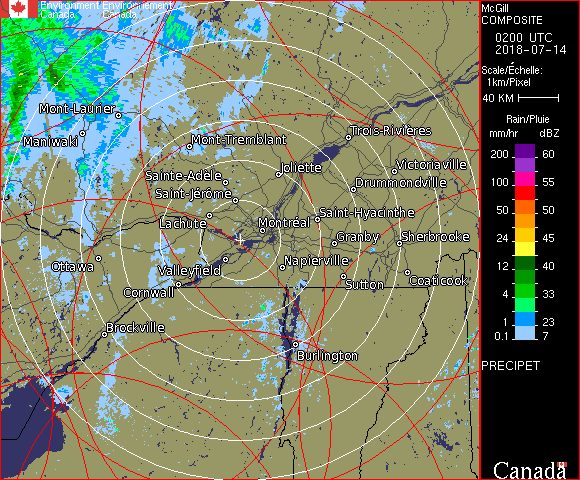 Environment Environnement
Canada Canada
McGill
COMPOSITE
0200 UTC
2018-07-14
Scale/Échelle:
1km/Pixel
40 KM
Rain/Pluie
mm/hr dBZ
200 60
150 57
100 55
50 50
24 45
12 40
4 33
1 23
0.1 7
PRECIPET
Canada
Mont-Laurier
Maniwaki
Mont-Tremblant
Trois-Rivières
Joliette
Victoriaville
Sainte-Adèle
Drummondville
Saint-Jérôme
Saint-Hyacinthe
Lachute
Montréal
Granby
Sherbrooke
Ottawa
Valleyfield
Napierville
Cornwall
Sutton
Coaticook
Brockville
Burlington